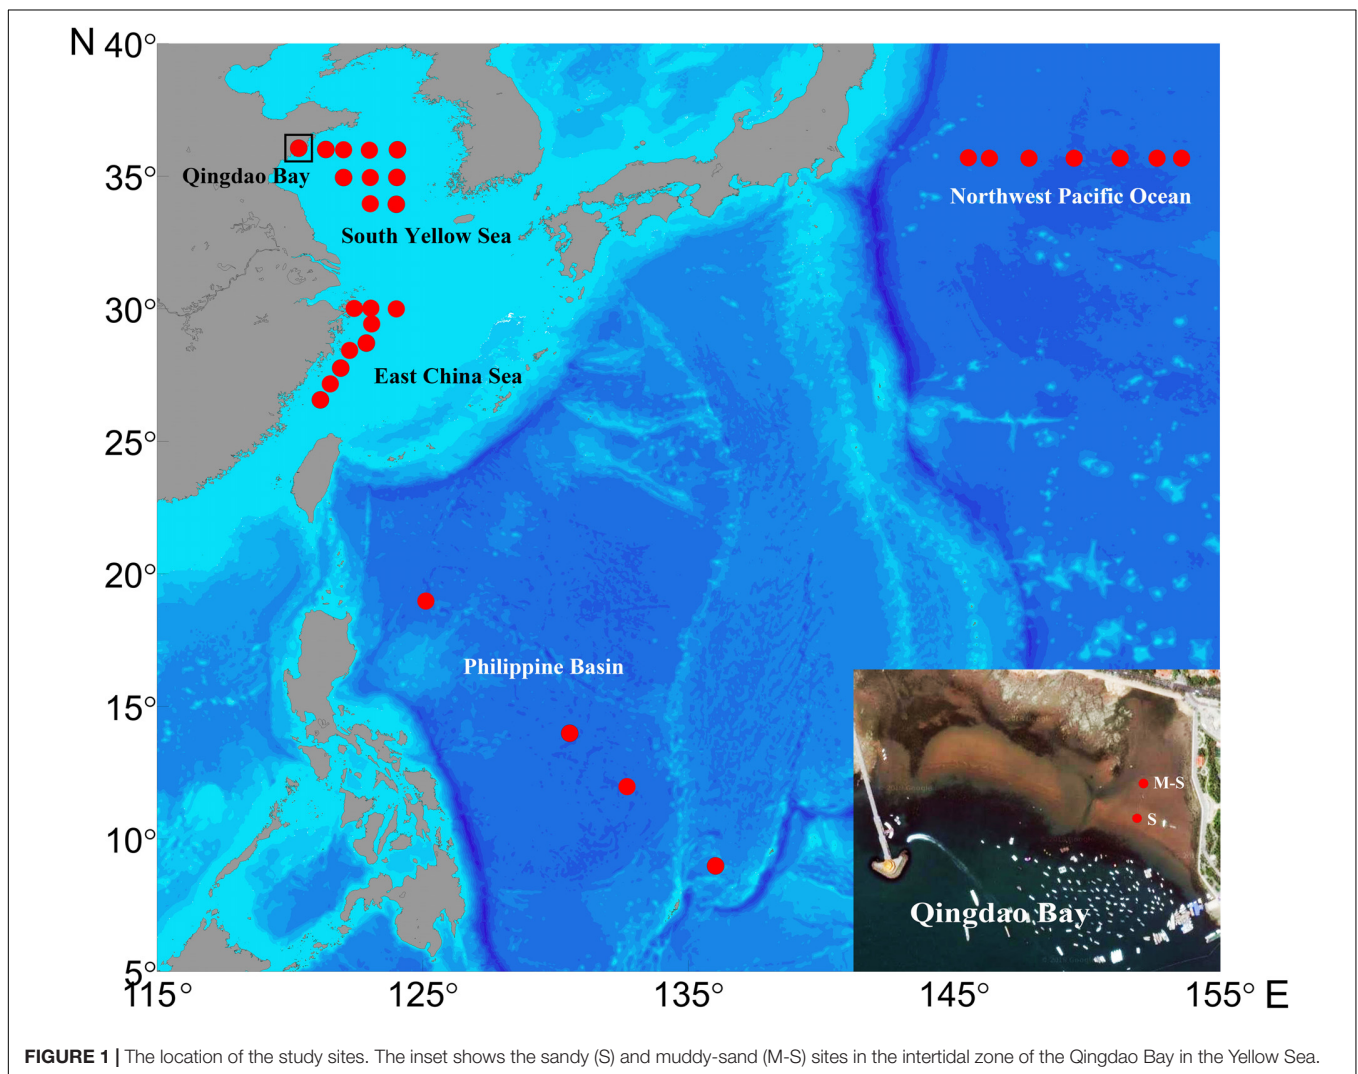 N 40°
Qingdao Bay
35°
Northwest Pacific Ocean
South Yellow Sea
30°
East China Sea
25°
20°
Philippine Basin
15°
M-S
S
10°
Qingdao Bay
5°
115° 125° 135° 145° 155° E
FIGURE 1 | The location of the study sites. The inset shows the sandy (S) and muddy-sand (M-S) sites in the intertidal zone of the Qingdao Bay in the Yellow Sea.